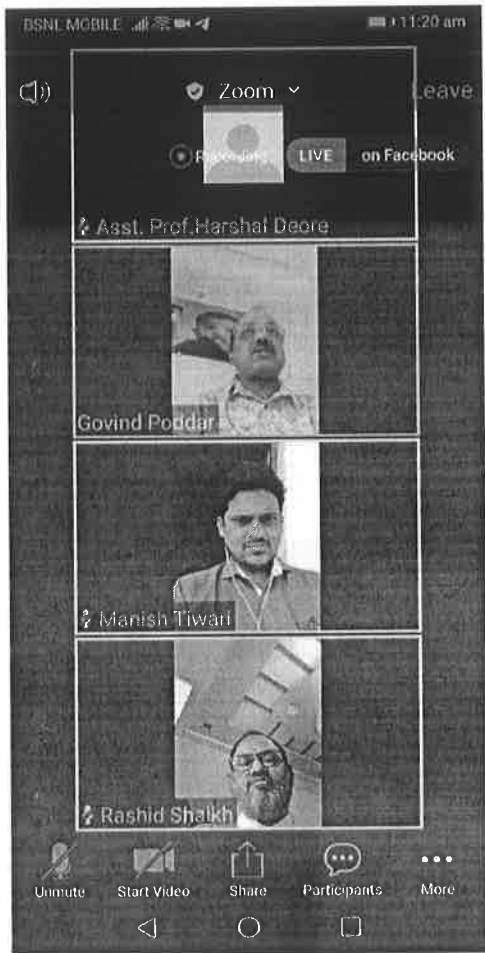 BSNL MOBILE 11:20 am
Zoom Leave
Recording LIVE on Facebook
Asst. Prof.Harshal Deore
Govind Poddar
Manish Tiwari
Rashid Shaikh
Unmute Start Video Share Participants More